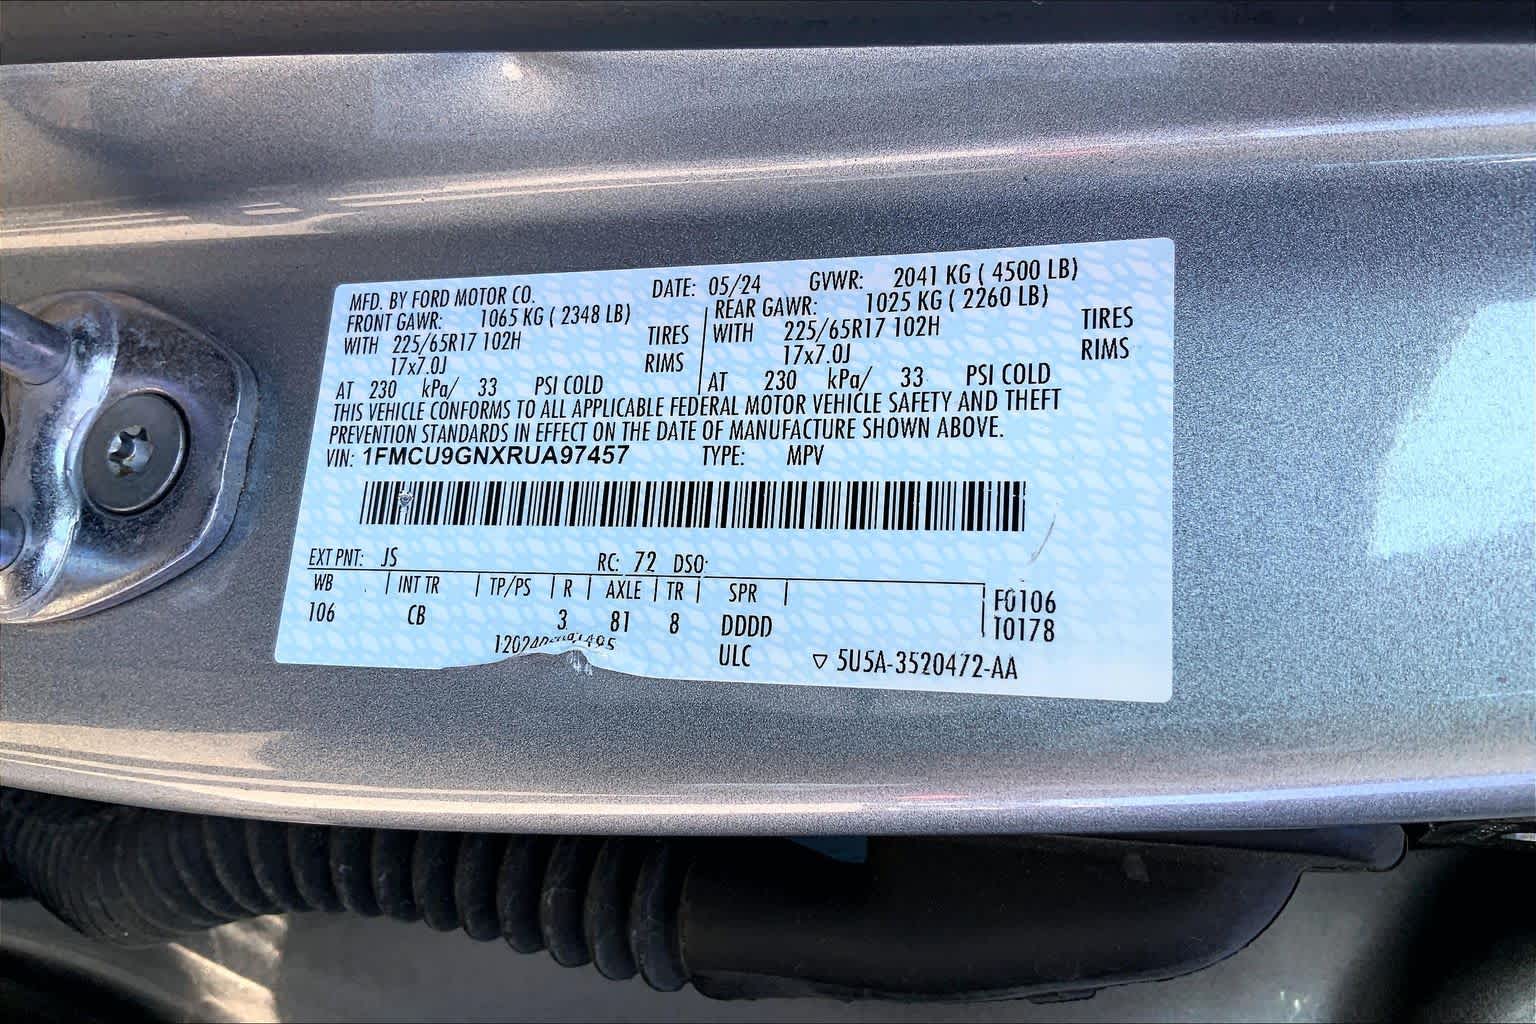 MFD. BY FORD MOTOR CO. DATE: 05/24 GVWR: 2041 KG ( 4500 LB)
FRONT GAWR: 1065 KG ( 2348 LB) REAR GAWR: 1025 KG ( 2260 LB)
WITH 225/65R17 102H TIRES WITH 225/65R17 102H TIRES
17x7.0J RIMS 17x7.0J RIMS
AT 230 kPa/ 33 PSI COLD AT 230 kPa/ 33 PSI COLD
THIS VEHICLE CONFORMS TO ALL APPLICABLE FEDERAL MOTOR VEHICLE SAFETY AND THEFT
PREVENTION STANDARDS IN EFFECT ON THE DATE OF MANUFACTURE SHOWN ABOVE.
VIN: 1FMCU9GNXRUA97457 TYPE: MPV
EXT PNT: JS RC: 72 DSO:
WB INT TR TP/PS R AXLE TR SPR F0106
106 CB 3 81 8 DDDD T0178
ULC ▽ 5U5A-3520472-AA